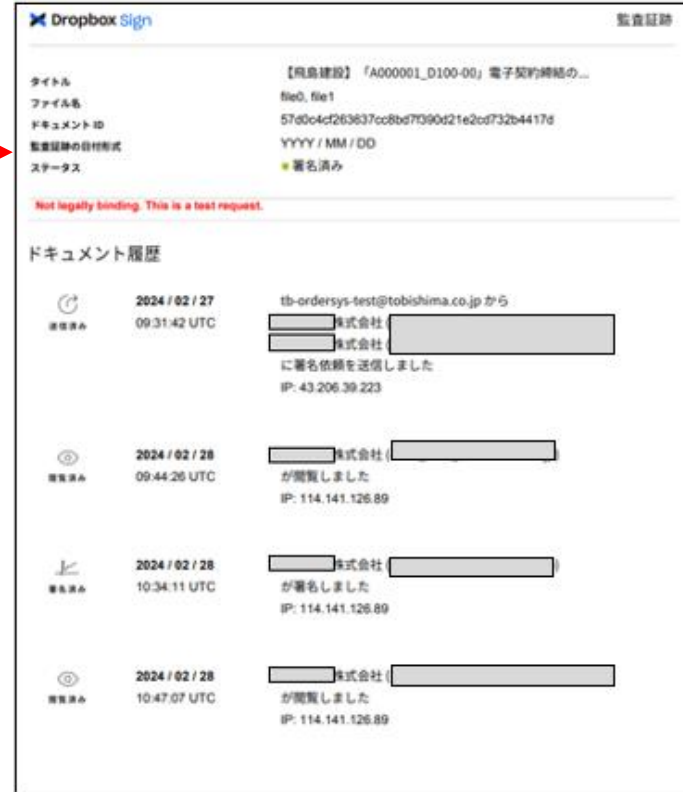 Dropbox Sign
監査証跡
タイトル
【飛島建設】「A000001_D100-00」電子契約締結の...
ファイル名
file0, file1
ドキュメント ID
57d0c4cf263637cc8bd7f390d21e2cd732b4417d
監査証跡の日付形式
YYYY / MM / DD
ステータス
署名済み
Not legally binding. This is a test request.
ドキュメント履歴
送信済み
2024 / 02 / 27
09:31:42 UTC
tb-ordersys-test@tobishima.co.jp から
株式会社 (
株式会社 (
に署名依頼を送信しました
IP: 43.206.39.223
閲覧済み
2024 / 02 / 28
09:44:26 UTC
株式会社 ( )
が閲覧しました
IP: 114.141.126.89
署名済み
2024 / 02 / 28
10:34:11 UTC
株式会社 ( )
が署名しました
IP: 114.141.126.89
閲覧済み
2024 / 02 / 28
10:47:07 UTC
株式会社 (
が閲覧しました
IP: 114.141.126.89